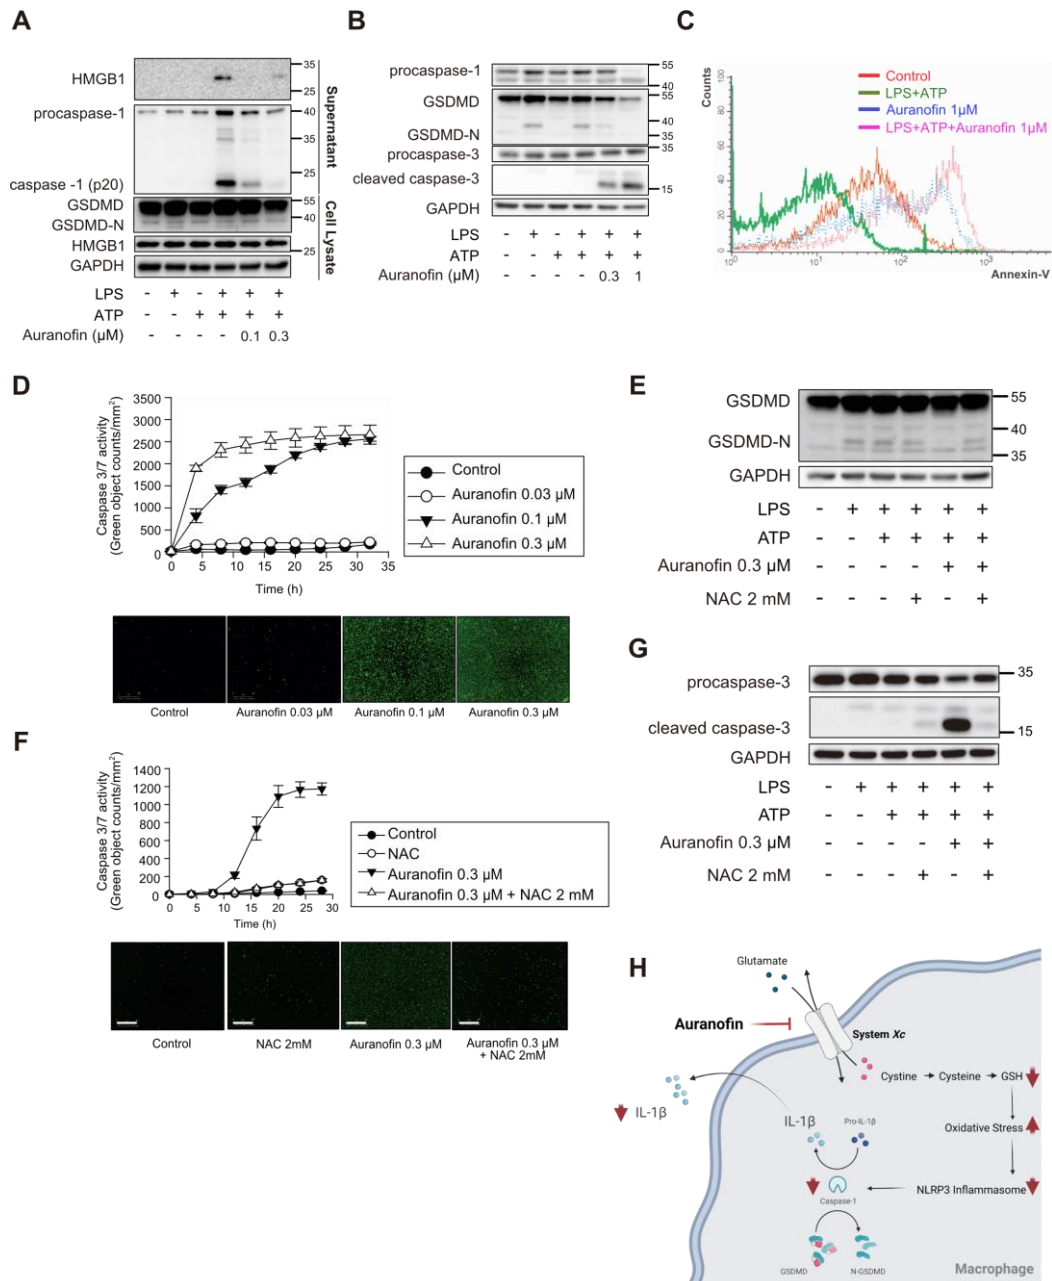 A
HMGB1
procaspase-1
caspase -1 (p20)
GSDMD
GSDMD-N
HMGB1
GAPDH
35
25
40
35
25
55
40
25
Supernatant
Cell Lysate
LPS - + - + + +
ATP - - + + + +
Auranofin (µM) - - - - 0.1 0.3
B
procaspase-1
GSDMD
GSDMD-N
procaspase-3
cleaved caspase-3
GAPDH
55
40
55
40
35
35
15
LPS - + - + + +
ATP - - + + + +
Auranofin (µM) - - - - 0.3 1
C
Counts
100
80
60
40
20
0
10⁰ 10¹ 10² 10³
Annexin-V
Control
LPS+ATP
Auranofin 1µM
LPS+ATP+Auranofin 1µM
D
Caspase 3/7 activity
(Green object counts/mm²)
3500
3000
2500
2000
1500
1000
500
0
0 5 10 15 20 25 30 35
Time (h)
Control
Auranofin 0.03 µM
Auranofin 0.1 µM
Auranofin 0.3 µM
Control
Auranofin 0.03 µM
Auranofin 0.1 µM
Auranofin 0.3 µM
E
GSDMD
GSDMD-N
GAPDH
55
40
35
LPS - + + + + +
ATP - - + + + +
Auranofin 0.3 µM - - - - + +
NAC 2 mM - - - + - +
F
Caspase 3/7 activity
(Green object counts/mm²)
1400
1200
1000
800
600
400
200
0
0 5 10 15 20 25 30
Time (h)
Control
NAC
Auranofin 0.3 µM
Auranofin 0.3 µM + NAC 2 mM
Control
NAC 2mM
Auranofin 0.3 µM
Auranofin 0.3 µM
+ NAC 2mM
G
procaspase-3
cleaved caspase-3
GAPDH
35
15
LPS - + + + + +
ATP - - + + + +
Auranofin 0.3 µM - - - - + +
NAC 2 mM - - - + - +
H
Glutamate
Auranofin
System Xc
Cystine
Cysteine
GSH
Oxidative Stress
NLRP3 Inflammasome
IL-1β
IL-1β
Pro-IL-1β
Caspase-1
GSDMD
N-GSDMD
Macrophage